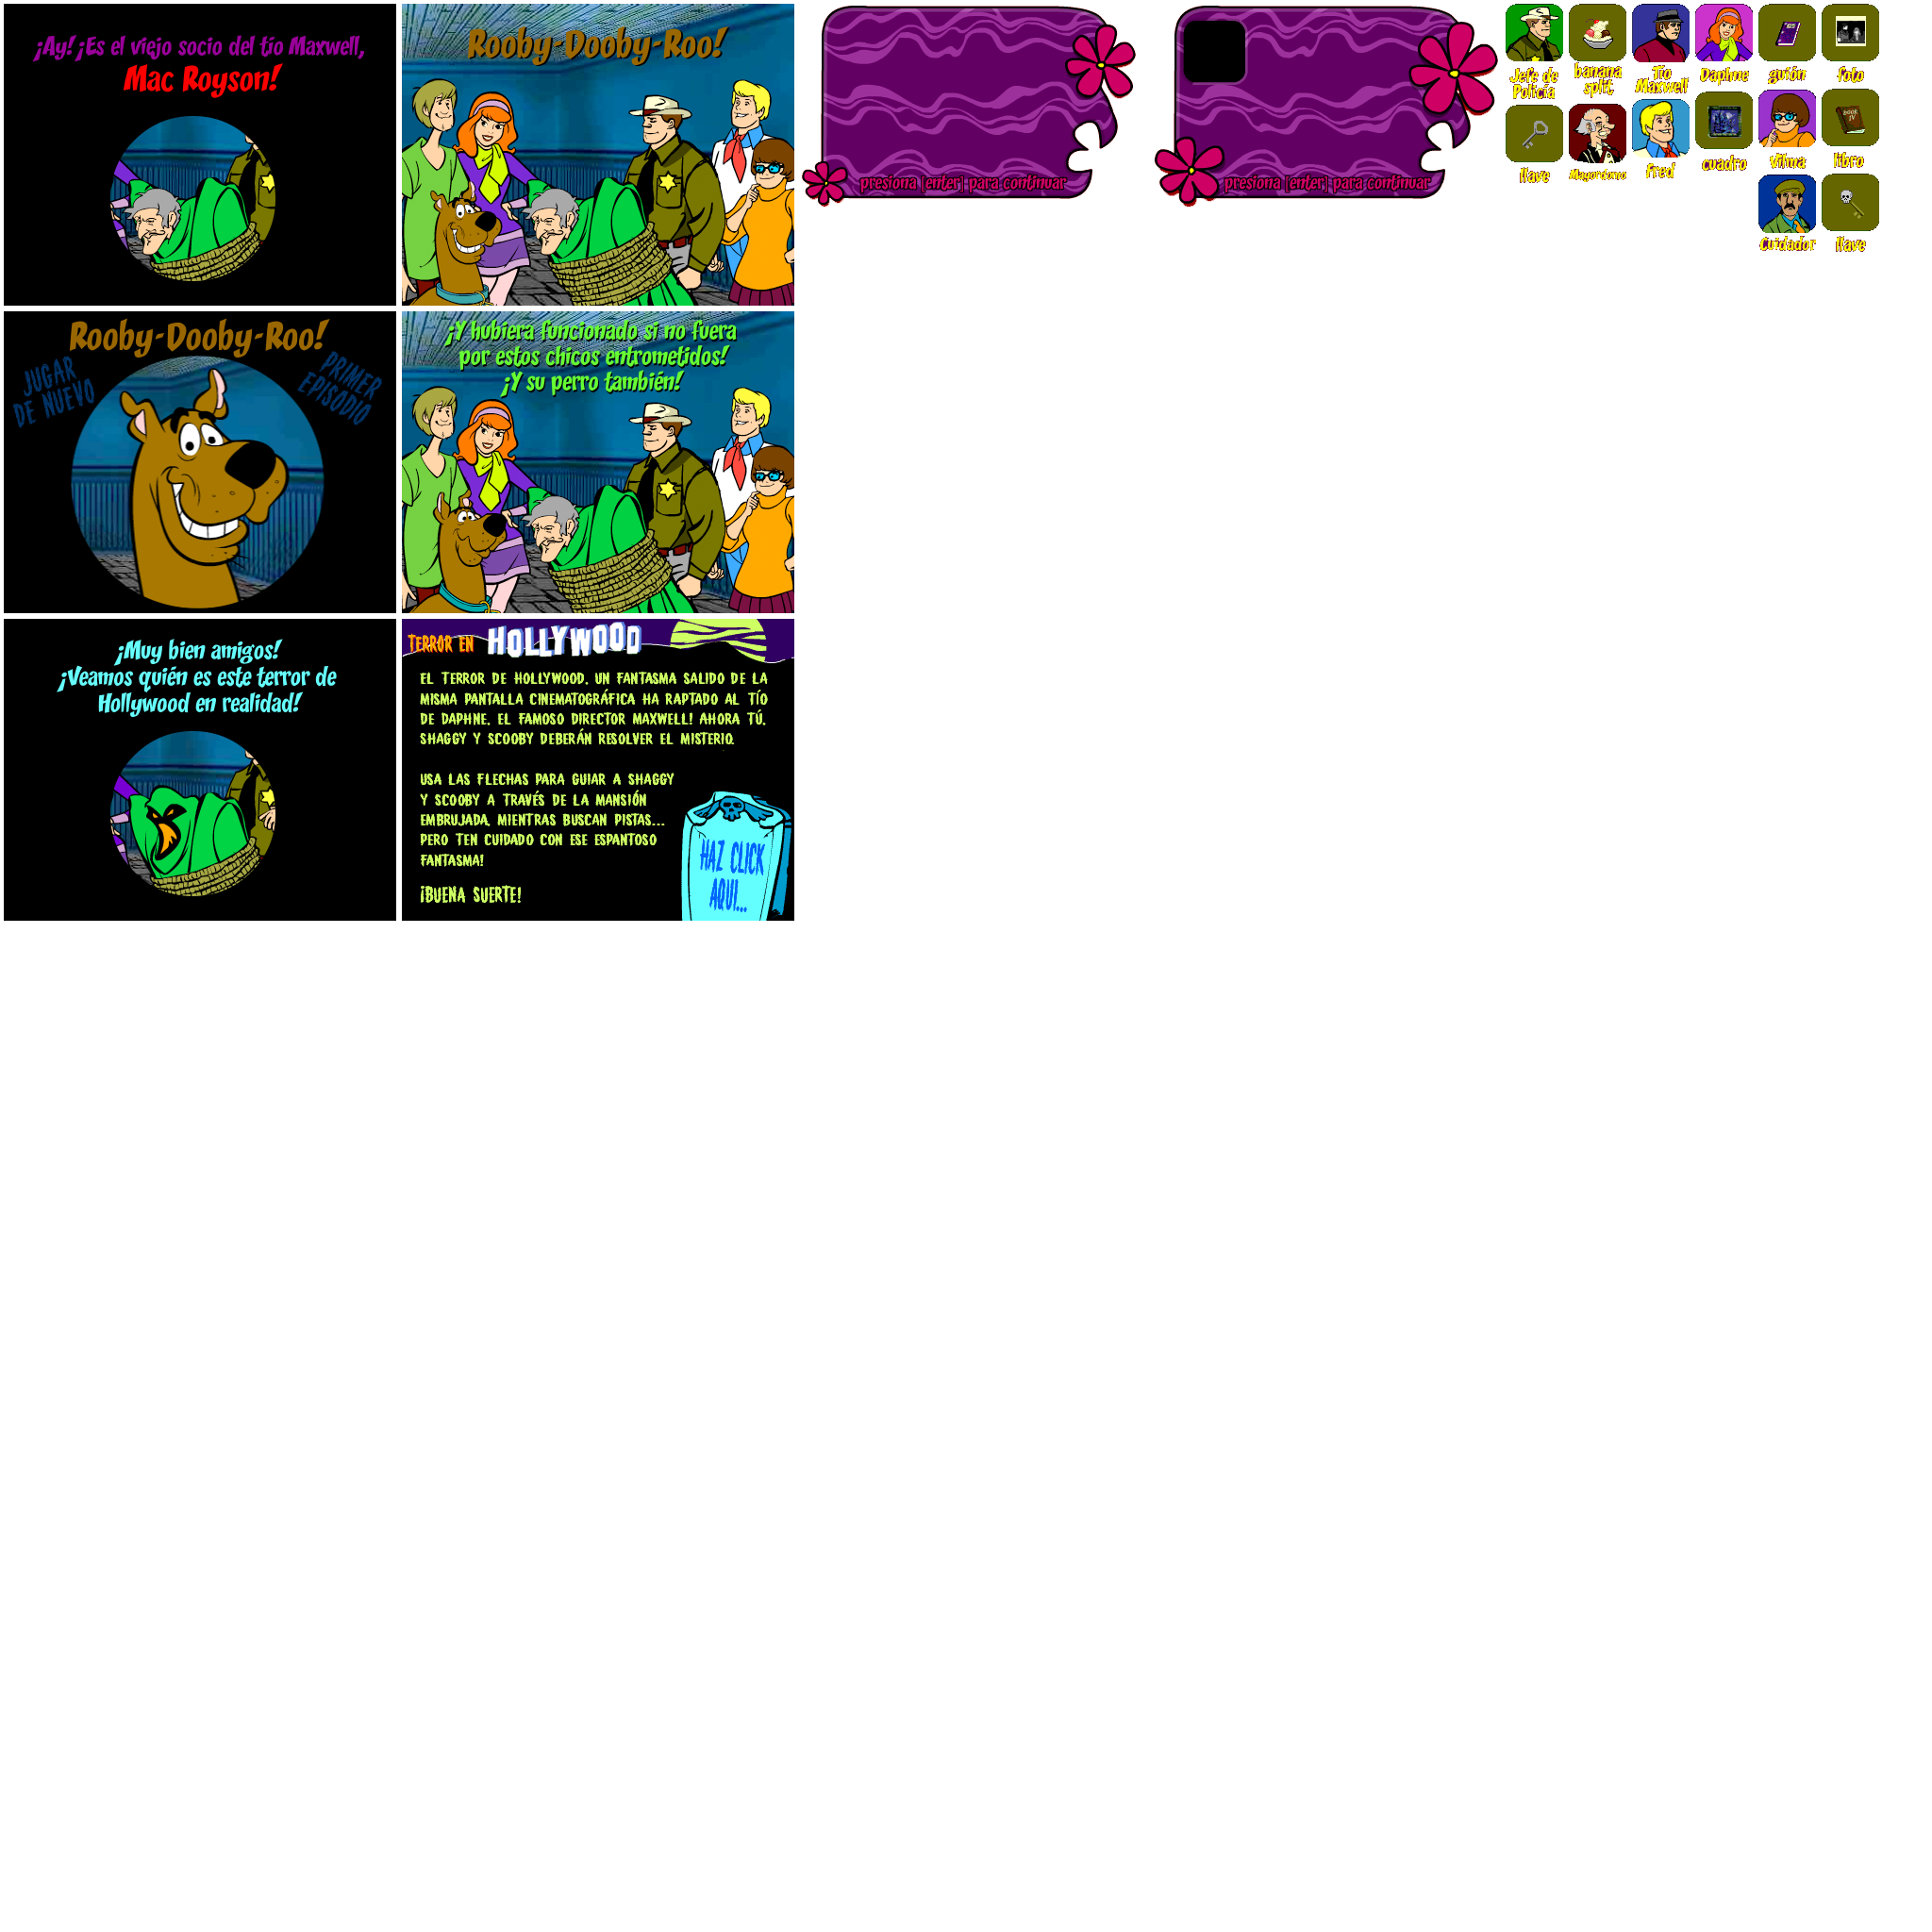 ¡Ay! ¡Es el viejo socio del tío Maxwell,
Mac Royson!
Rooby-Dooby-Roo!
presiona [enter] para continuar
presiona [enter] para continuar
Jefe de
Policía
banana
split
Tío
Maxwell
Daphne
guión
foto
llave
Mayordomo
Fred
cuadro
Vilma
libro
Cuidador
llave
Rooby-Dooby-Roo!
JUGAR
DE NUEVO
PRIMER
EPISODIO
¡Y hubiera funcionado si no fuera
por estos chicos entrometidos!
¡Y su perro también!
¡Muy bien amigos!
¡Veamos quién es este terror de
Hollywood en realidad!
TERROR EN HOLLYWOOD
EL TERROR DE HOLLYWOOD, UN FANTASMA SALIDO DE LA
MISMA PANTALLA CINEMATOGRÁFICA HA RAPTADO AL TÍO
DE DAPHNE, EL FAMOSO DIRECTOR MAXWELL! AHORA TÚ,
SHAGGY Y SCOOBY DEBERÁN RESOLVER EL MISTERIO.
USA LAS FLECHAS PARA GUIAR A SHAGGY
Y SCOOBY A TRAVÉS DE LA MANSIÓN
EMBRUJADA, MIENTRAS BUSCAN PISTAS...
PERO TEN CUIDADO CON ESE ESPANTOSO
FANTASMA!
¡BUENA SUERTE!
HAZ CLICK
AQUI...